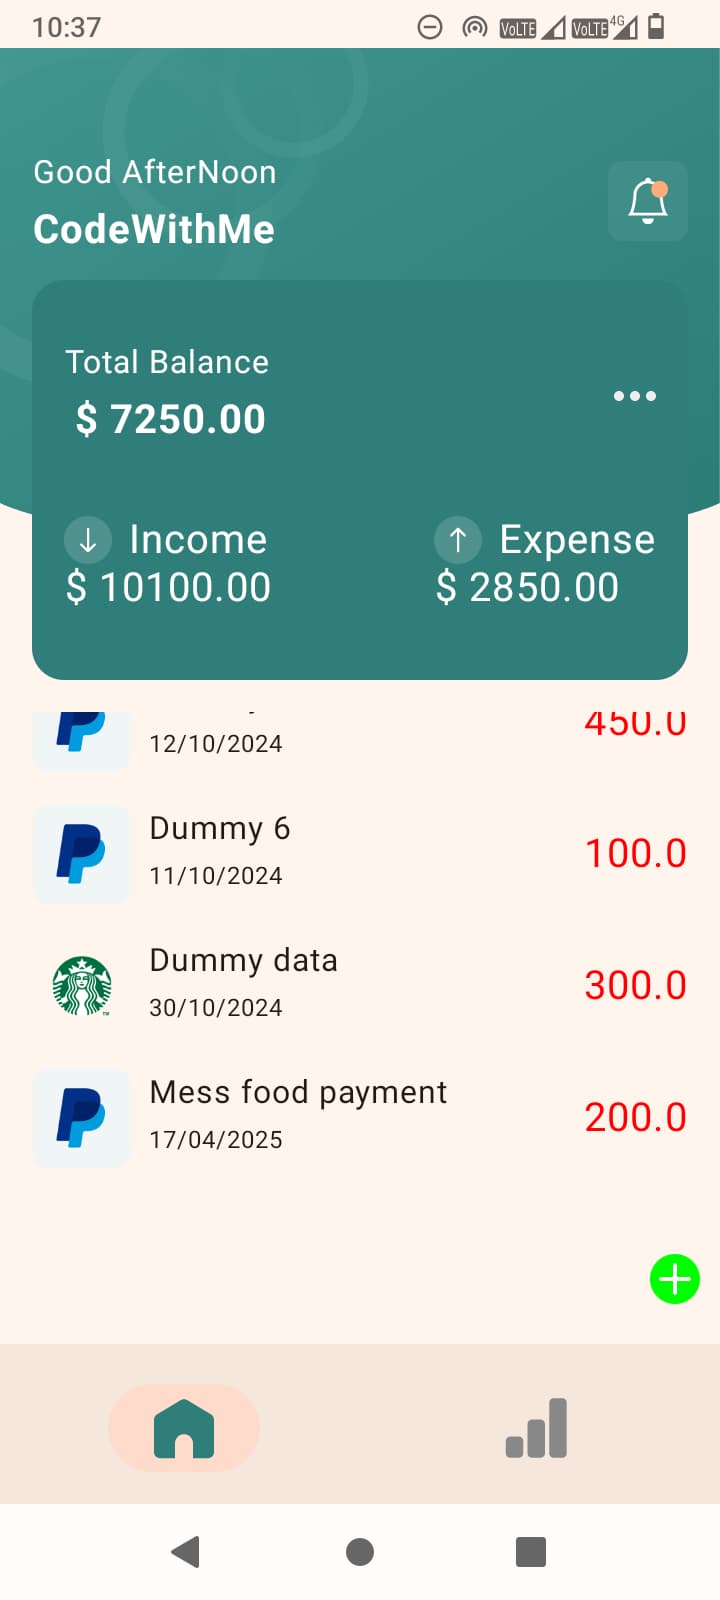 10:37
VoLTE VoLTE 4G
Good AfterNoon
CodeWithMe
Total Balance
$ 7250.00
Income
Expense
$ 10100.00
$ 2850.00
450.0
12/10/2024
Dummy 6
11/10/2024
100.0
Dummy data
30/10/2024
300.0
Mess food payment
17/04/2025
200.0